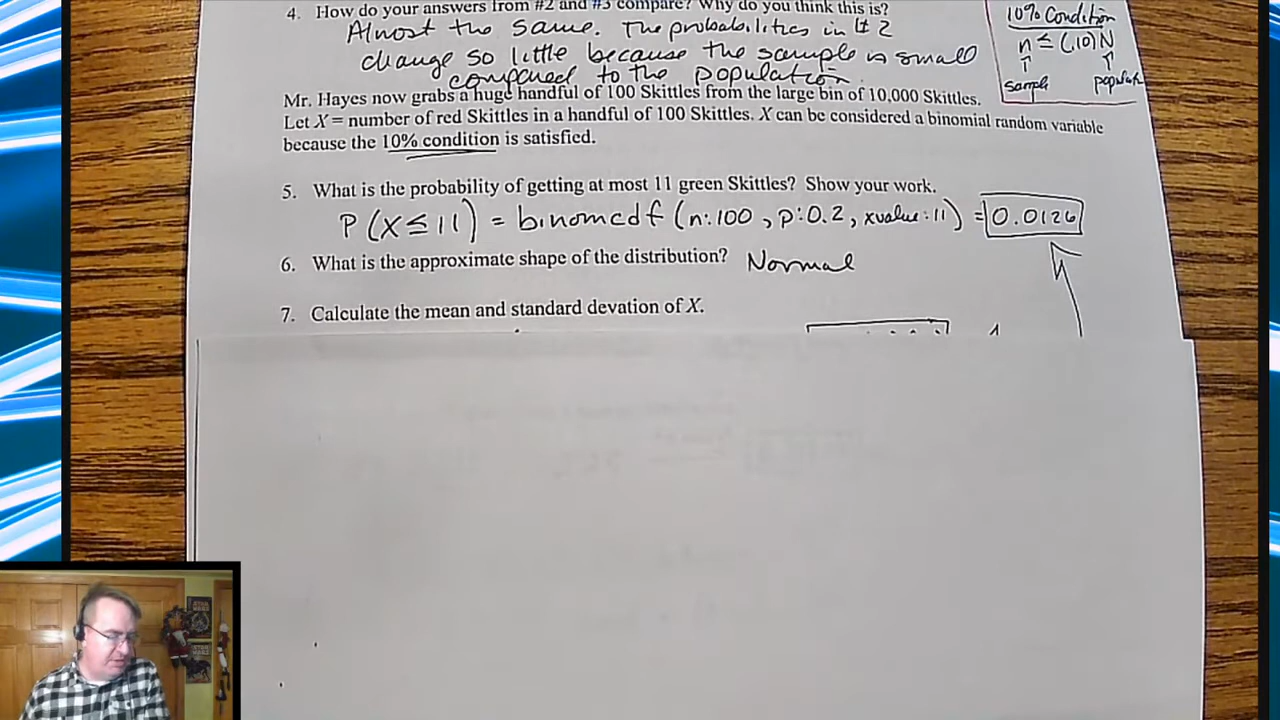 4. How do your answers from #2 and #3 compare? Why do you think this is?
Almost the same. The probabilities in #2
change so little because the sample is small
compared to the population.
10% Condition
n ≤ (.10)N
↑ ↑
sample population
Mr. Hayes now grabs a huge handful of 100 Skittles from the large bin of 10,000 Skittles.
Let X = number of red Skittles in a handful of 100 Skittles. X can be considered a binomial random variable
because the 10% condition is satisfied.
5. What is the probability of getting at most 11 green Skittles? Show your work.
P(X ≤ 11) = binomcdf (n:100, p:0.2, xvalue:11) = 0.0126
6. What is the approximate shape of the distribution? Normal
7. Calculate the mean and standard devation of X.
STAR
WARS
STAR
WARS